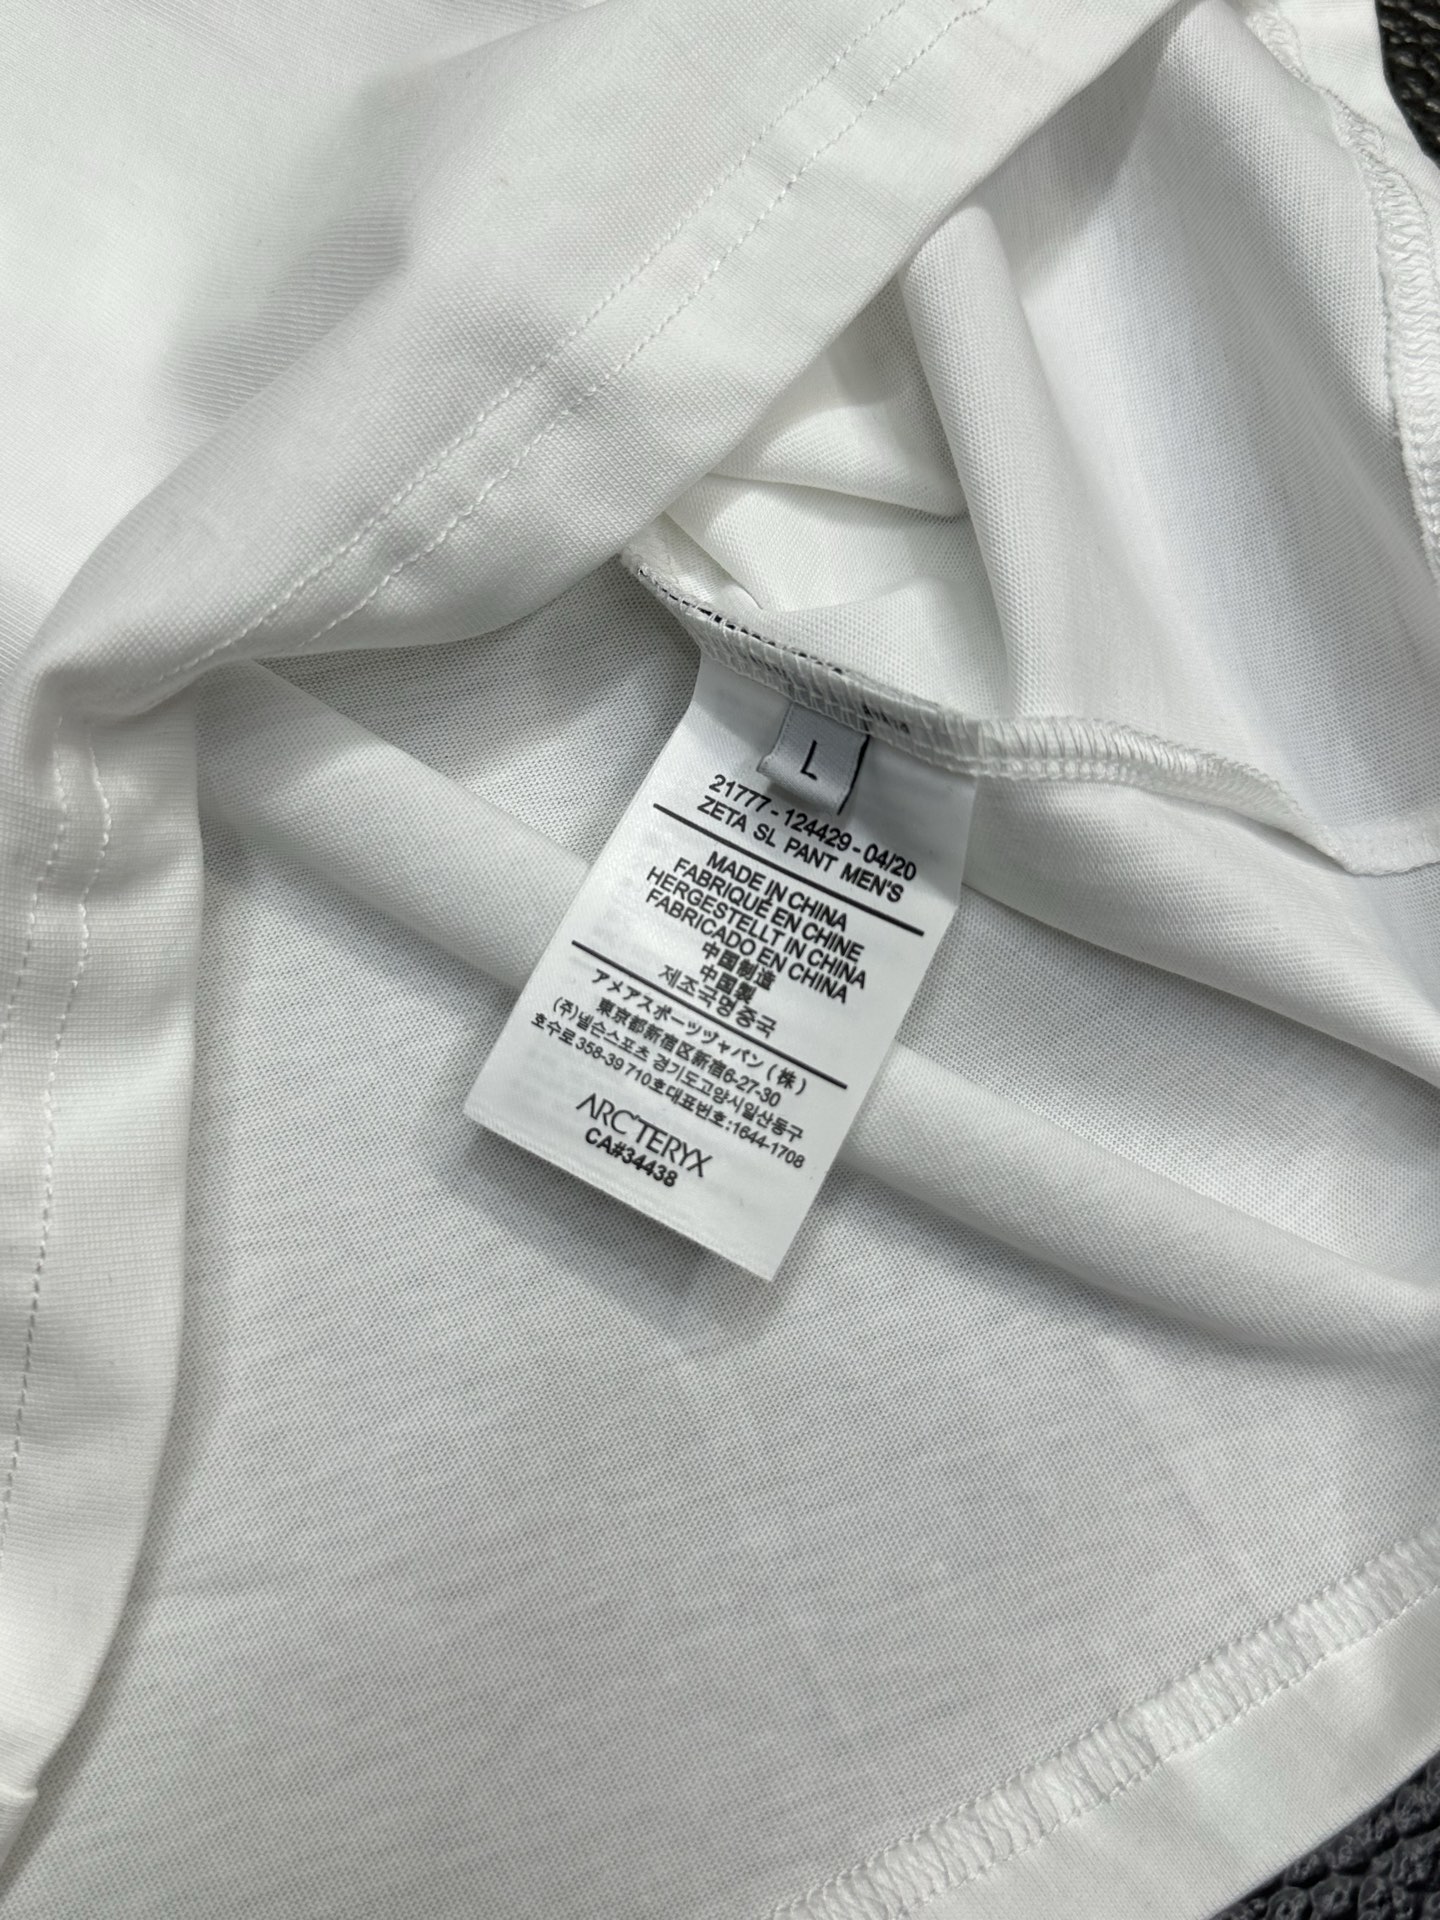 L
21777-124429-04/20
ZETA SL PANT MEN'S
MADE IN CHINA
FABRIQUÉ EN CHINE
HERGESTELLT IN CHINA
FABRICADO EN CHINA
中国制造
中国製
제조국명중국
アメアスポーツヅャパン (株)
東京都新宿区新宿6-27-30
(주)넬슨스포츠 경기도고양시일산동구
호수로358-39 710호대표번호:1644-1708
ARC'TERYX
CA#34438